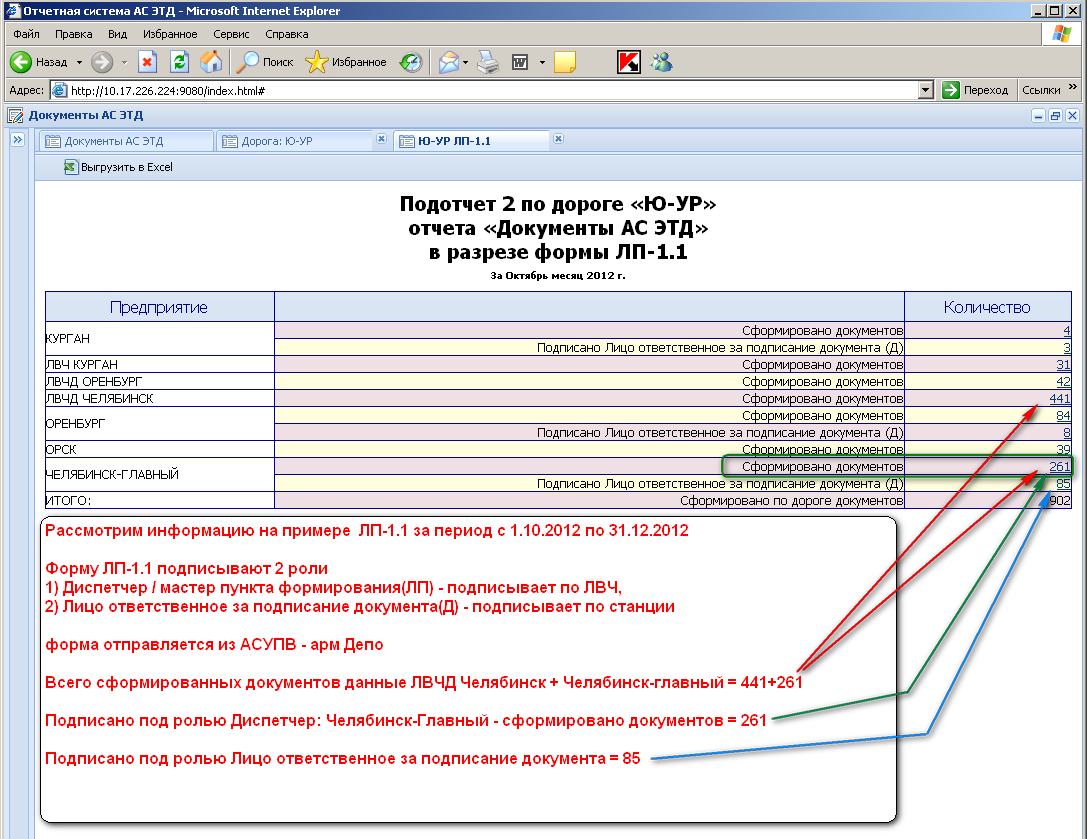 Отчетная система АС ЭТД - Microsoft Internet Explorer
Файл Правка Вид Избранное Сервис Справка
Назад Поиск Избранное
Адрес: http://10.17.226.224:9080/index.html# Переход Ссылки »
Документы АС ЭТД
Документы АС ЭТД Дорога: Ю-УР Ю-УР ЛП-1.1
Выгрузить в Excel
Подотчет 2 по дороге «Ю-УР»
отчета «Документы АС ЭТД»
в разрезе формы ЛП-1.1
За Октябрь месяц 2012 г.
Предприятие Количество
КУРГАН Сформировано документов 4
Подписано Лицо ответственное за подписание документа (Д) 3
ЛВЧ КУРГАН Сформировано документов 31
ЛВЧД ОРЕНБУРГ Сформировано документов 42
ЛВЧД ЧЕЛЯБИНСК Сформировано документов 441
ОРЕНБУРГ Сформировано документов 84
Подписано Лицо ответственное за подписание документа (Д) 8
ОРСК Сформировано документов 39
ЧЕЛЯБИНСК-ГЛАВНЫЙ Сформировано документов 261
Подписано Лицо ответственное за подписание документа (Д) 85
ИТОГО: Сформировано по дороге документов 902
Рассмотрим информацию на примере ЛП-1.1 за период с 1.10.2012 по 31.12.2012
Форму ЛП-1.1 подписывают 2 роли
1) Диспетчер / мастер пункта формирования(ЛП) - подписывает по ЛВЧ,
2) Лицо ответственное за подписание документа(Д) - подписывает по станции
форма отправляется из АСУПВ - арм Депо
Всего сформированных документов данные ЛВЧД Челябинск + Челябинск-главный = 441+261
Подписано под ролью Диспетчер: Челябинск-Главный - сформировано документов = 261
Подписано под ролью Лицо ответственное за подписание документа = 85